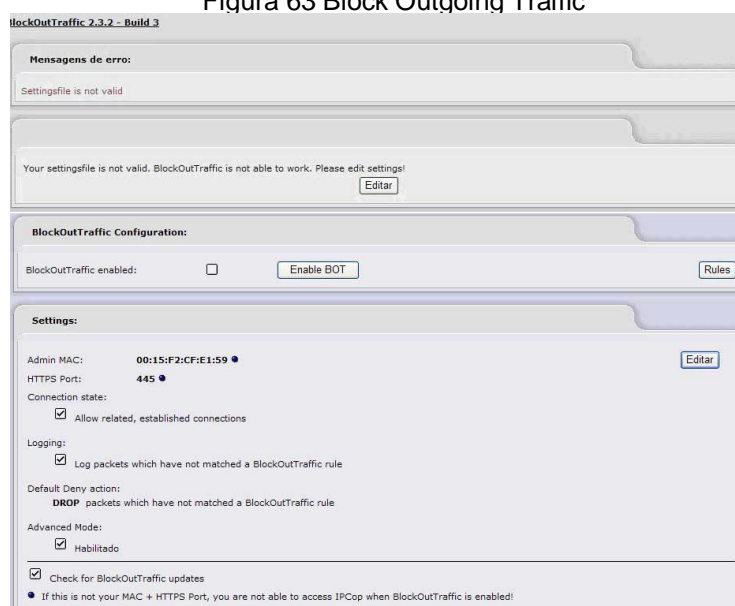 Figura 63 Block Outgoing Traffic
BlockOutTraffic 2.3.2 - Build 3
Mensagens de erro:
Settingsfile is not valid
Your settingsfile is not valid. BlockOutTraffic is not able to work. Please edit settings!
Editar
BlockOutTraffic Configuration:
BlockOutTraffic enabled: Enable BOT Rules
Settings:
Admin MAC: 00:15:F2:CF:E1:59 Editar
HTTPS Port: 445
Connection state:
Allow related, established connections
Logging:
Log packets which have not matched a BlockOutTraffic rule
Default Deny action:
DROP packets which have not matched a BlockOutTraffic rule
Advanced Mode:
Habilitado
Check for BlockOutTraffic updates
If this is not your MAC + HTTPS Port, you are not able to access IPCop when BlockOutTraffic is enabled!